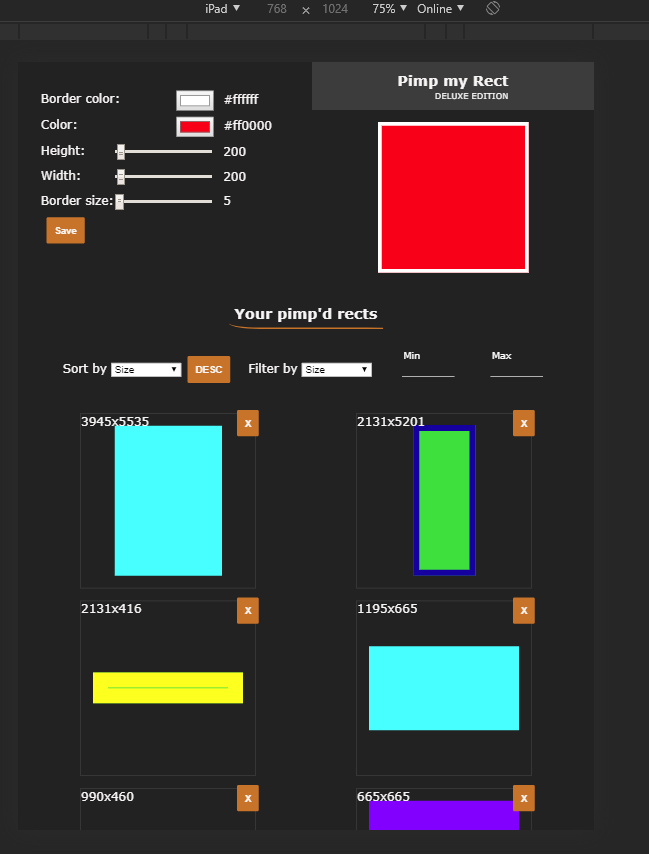 iPad ▼ 768 × 1024 75% ▼ Online ▼
Pimp my Rect
DELUXE EDITION
Border color: #ffffff
Color: #ff0000
Height: 200
Width: 200
Border size: 5
Save
Your pimp'd rects
Sort by Size ▼ DESC Filter by Size ▼ Min Max
3945x5535 x
2131x5201 x
2131x416 x
1195x665 x
990x460 x
665x665 x